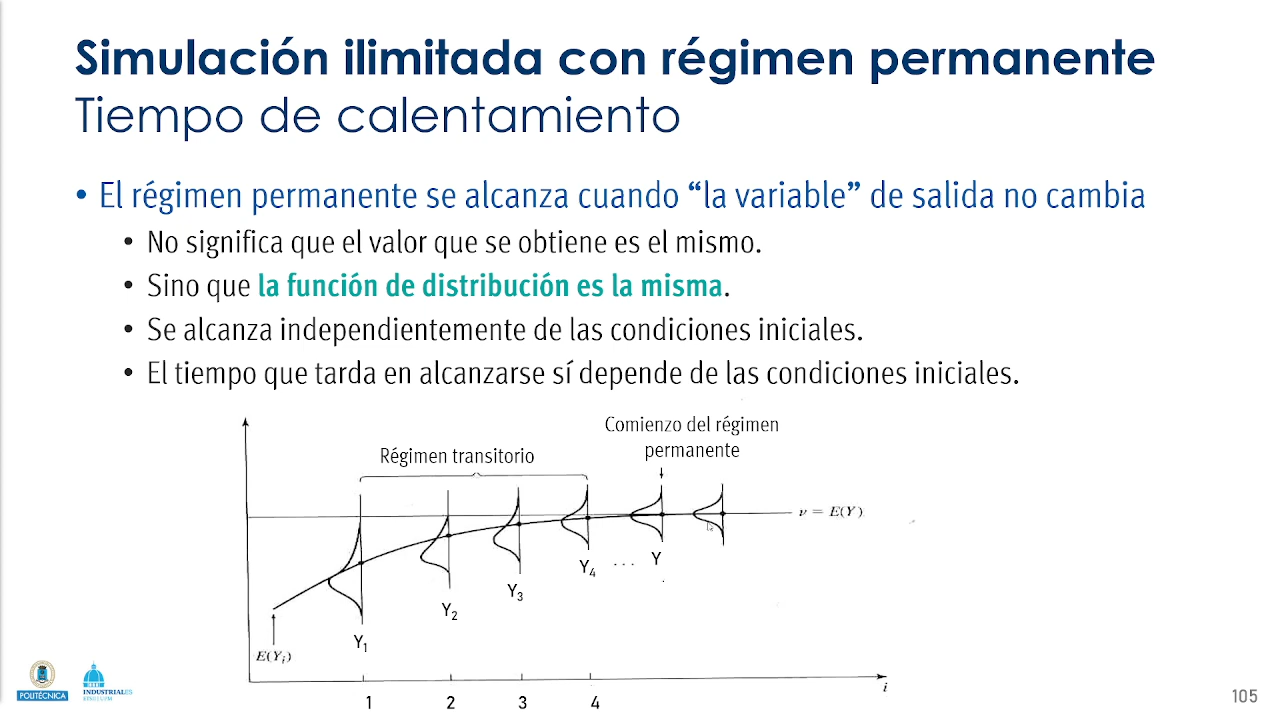 Simulación ilimitada con régimen permanente
Tiempo de calentamiento
• El régimen permanente se alcanza cuando “la variable” de salida no cambia
• No significa que el valor que se obtiene es el mismo.
• Sino que la función de distribución es la misma.
• Se alcanza independientemente de las condiciones iniciales.
• El tiempo que tarda en alcanzarse sí depende de las condiciones iniciales.
Comienzo del régimen
permanente
Régimen transitorio
ν = E(Y)
Y₄ ... Y
Y₃
Y₂
Y₁
E(Yᵢ)
i
1 2 3 4
POLITÉCNICA
INDUSTRIALES
105